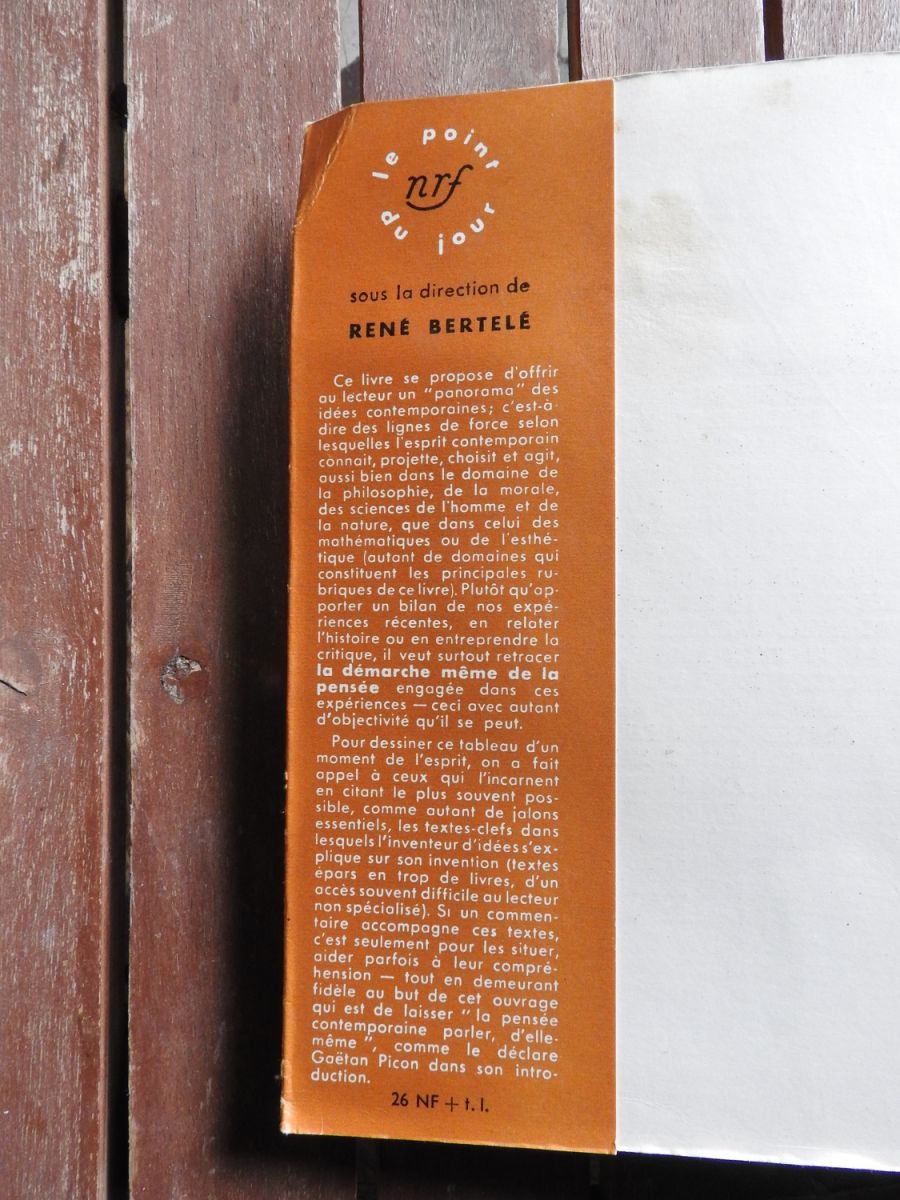 le point du jour
nrf
sous la direction de
RENÉ BERTELÉ
Ce livre se propose d'offrir
au lecteur un "panorama" des
idées contemporaines; c'est-à-
dire des lignes de force selon
lesquelles l'esprit contemporain
connait, projette, choisit et agit,
aussi bien dans le domaine de
la philosophie, de la morale,
des sciences de l'homme et de
la nature, que dans celui des
mathématiques ou de l'esthé-
tique (autant de domaines qui
constituent les principales ru-
briques de ce livre). Plutôt qu'ap-
porter un bilan de nos expé-
riences récentes, en relater
l'histoire ou en entreprendre la
critique, il veut surtout retracer
la démarche même de la
pensée engagée dans ces
expériences — ceci avec autant
d'objectivité qu'il se peut.
Pour dessiner ce tableau d'un
moment de l'esprit, on a fait
appel à ceux qui l'incarnent
en citant le plus souvent pos-
sible, comme autant de jalons
essentiels, les textes-clefs dans
lesquels l'inventeur d'idées s'ex-
plique sur son invention (textes
épars en trop de livres, d'un
accès souvent difficile au lecteur
non spécialisé). Si un commen-
taire accompagne ces textes,
c'est seulement pour les situer,
aider parfois à leur compré-
hension — tout en demeurant
fidèle au but de cet ouvrage
qui est de laisser "la pensée
contemporaine parler, d'elle-
même", comme le déclare
Gaëtan Picon dans son intro-
duction.
26 NF + t. l.